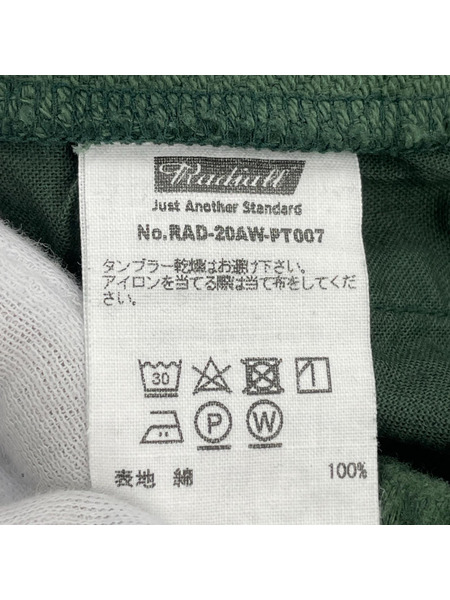 Radiall
Just Another Standard
No.RAD-20AW-PT007
タンブラー乾燥はお避け下さい。
アイロンを当てる際は当て布をしてください。
30
P W
表地 綿 100%